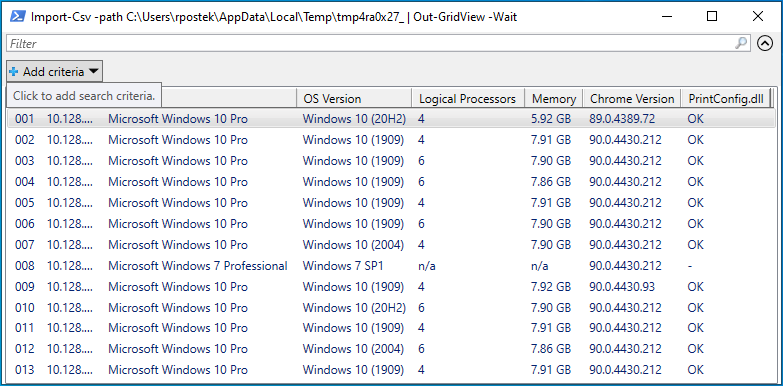 Import-Csv -path C:\Users\rpostek\AppData\Local\Temp\tmp4ra0x27_ | Out-GridView -Wait
Filter
Add criteria
Click to add search criteria.
OS Version Logical Processors Memory Chrome Version PrintConfig.dll
001 10.128.... Microsoft Windows 10 Pro Windows 10 (20H2) 4 5.92 GB 89.0.4389.72 OK
002 10.128.... Microsoft Windows 10 Pro Windows 10 (1909) 4 7.91 GB 90.0.4430.212 OK
003 10.128.... Microsoft Windows 10 Pro Windows 10 (1909) 6 7.90 GB 90.0.4430.212 OK
004 10.128.... Microsoft Windows 10 Pro Windows 10 (1909) 6 7.86 GB 90.0.4430.212 OK
005 10.128.... Microsoft Windows 10 Pro Windows 10 (1909) 4 7.91 GB 90.0.4430.212 OK
006 10.128.... Microsoft Windows 10 Pro Windows 10 (1909) 6 7.90 GB 90.0.4430.212 OK
007 10.128.... Microsoft Windows 10 Pro Windows 10 (2004) 4 7.90 GB 90.0.4430.212 OK
008 10.128.... Microsoft Windows 7 Professional Windows 7 SP1 n/a n/a 90.0.4430.212 -
009 10.128.... Microsoft Windows 10 Pro Windows 10 (1909) 4 7.92 GB 90.0.4430.93 OK
010 10.128.... Microsoft Windows 10 Pro Windows 10 (20H2) 6 7.90 GB 90.0.4430.212 OK
011 10.128.... Microsoft Windows 10 Pro Windows 10 (1909) 4 7.91 GB 90.0.4430.212 OK
012 10.128.... Microsoft Windows 10 Pro Windows 10 (2004) 6 7.86 GB 90.0.4430.212 OK
013 10.128.... Microsoft Windows 10 Pro Windows 10 (1909) 4 7.91 GB 90.0.4430.212 OK